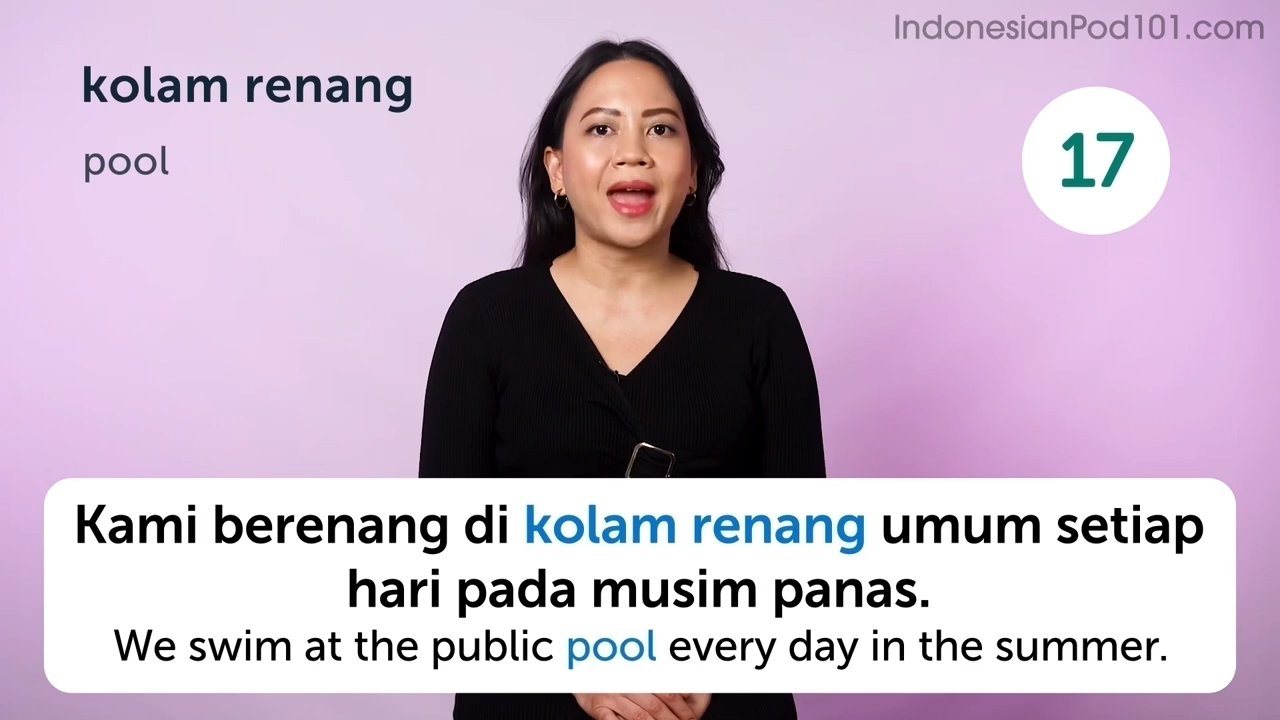 IndonesianPod101.com
kolam renang
pool
17
Kami berenang di kolam renang umum setiap
hari pada musim panas.
We swim at the public pool every day in the summer.